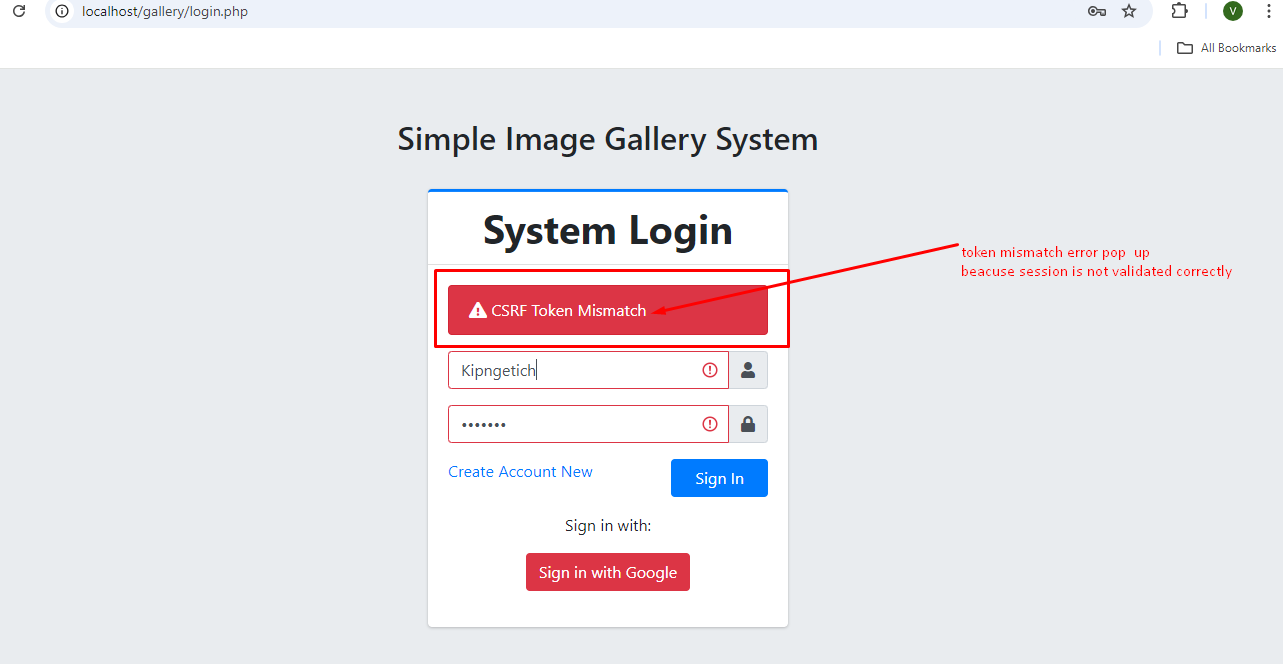 localhost/gallery/login.php
V
All Bookmarks
Simple Image Gallery System
System Login
CSRF Token Mismatch
token mismatch error pop up
beacuse session is not validated correctly
Kipngetich
•••••••
Create Account New
Sign In
Sign in with:
Sign in with Google